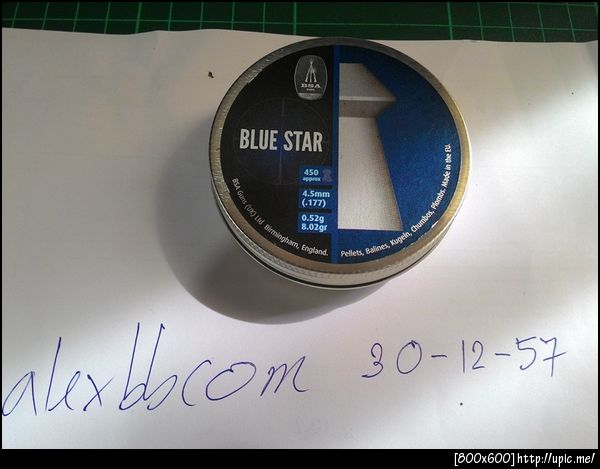 BSA
GUNS
BLUE STAR
450
approx
4.5mm
(.177)
0.52g
8.02gr
BSA Guns (UK) Ltd Birmingham, England.
Pellets, Balines, Kugeln, Chumbos, Plombs. Made in the EU.
alexbbcom 30-12-57
[800x600]http://upic.me/